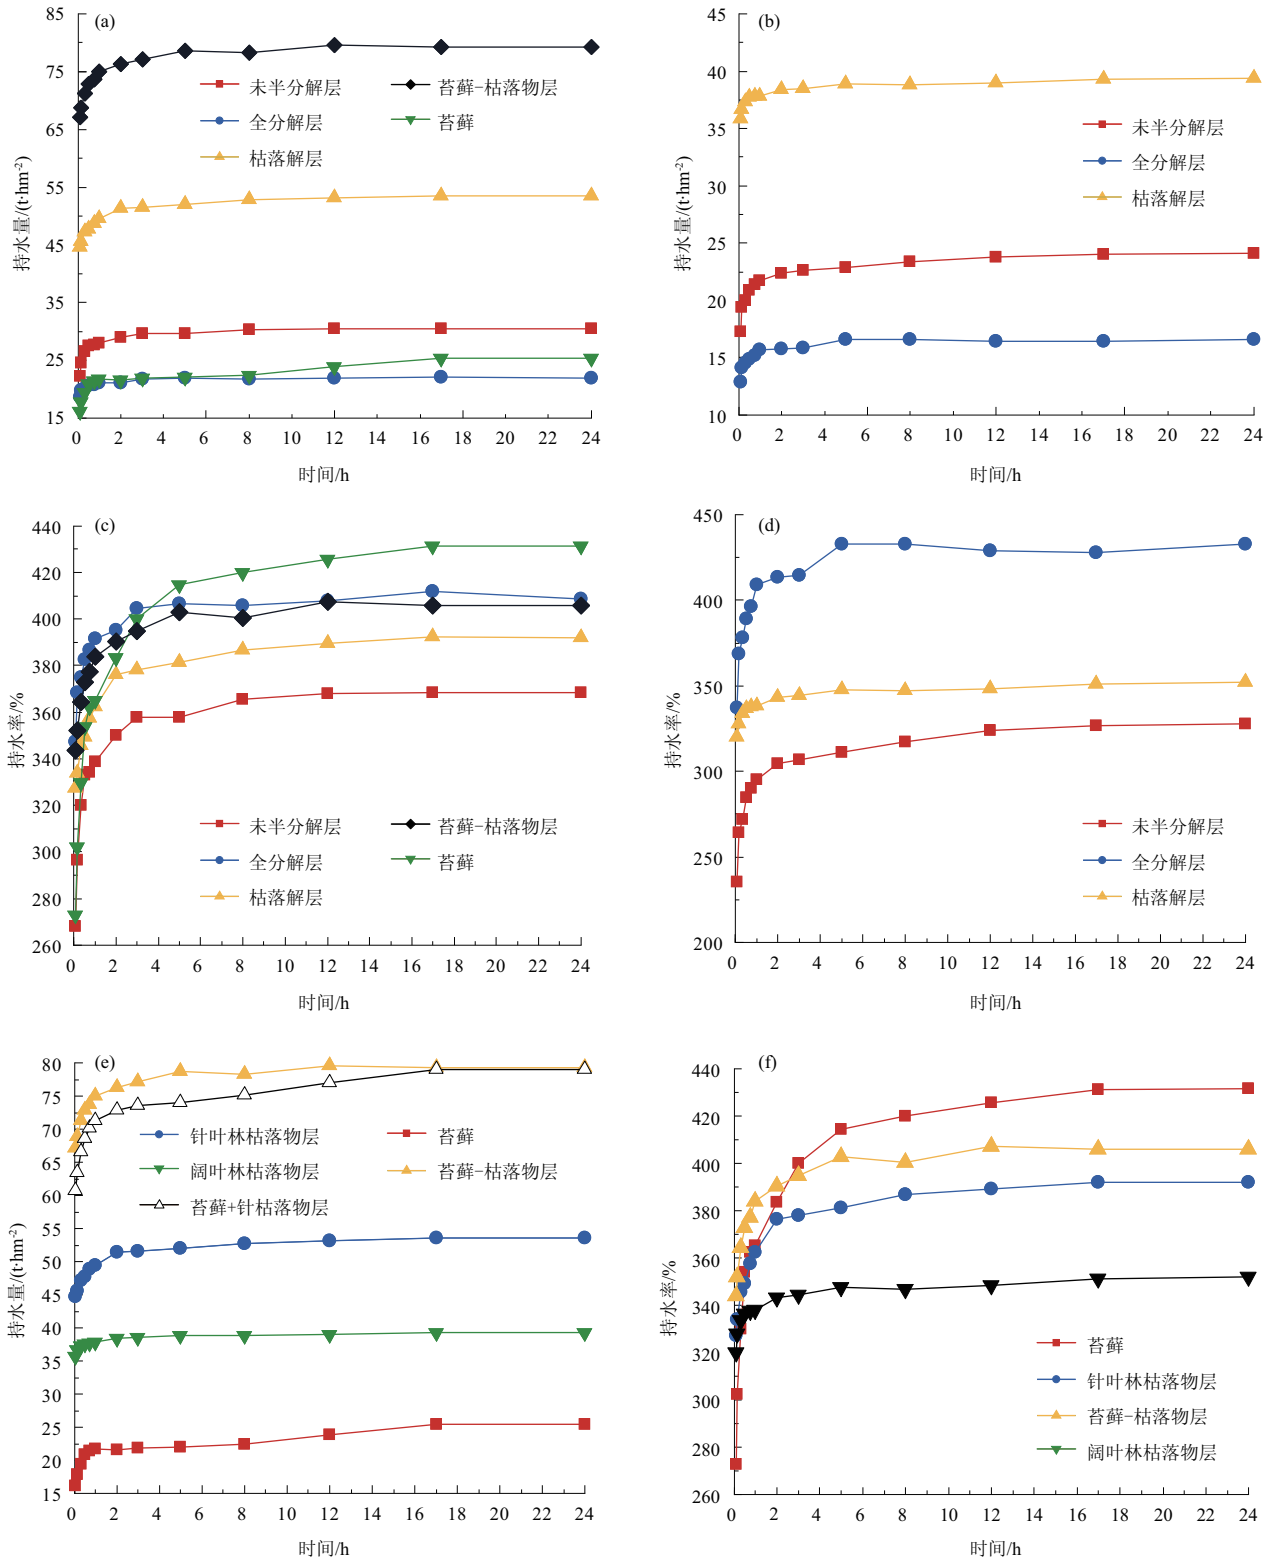 (a)
85
75
65
55
45
35
25
15
持水量/(t·hm⁻²)
未半分解层
全分解层
枯落解层
苔藓-枯落物层
苔藓
0 2 4 6 8 10 12 14 16 18 20 22 24
时间/h
(b)
45
40
35
30
25
20
15
10
持水量/(t·hm⁻²)
未半分解层
全分解层
枯落解层
0 2 4 6 8 10 12 14 16 18 20 22 24
时间/h
(c)
440
420
400
380
360
340
320
300
280
260
持水率/%
未半分解层
全分解层
枯落解层
苔藓-枯落物层
苔藓
0 2 4 6 8 10 12 14 16 18 20 22 24
时间/h
(d)
450
400
350
300
250
200
持水率/%
未半分解层
全分解层
枯落解层
0 2 4 6 8 10 12 14 16 18 20 22 24
时间/h
(e)
80
75
70
65
60
55
50
45
40
35
30
25
20
15
持水量/(t·hm⁻²)
针叶林枯落物层
阔叶林枯落物层
苔藓+针枯落物层
苔藓
苔藓-枯落物层
0 2 4 6 8 10 12 14 16 18 20 22 24
时间/h
(f)
440
420
400
380
360
340
320
300
280
260
持水率/%
苔藓
针叶林枯落物层
苔藓-枯落物层
阔叶林枯落物层
0 2 4 6 8 10 12 14 16 18 20 22 24
时间/h